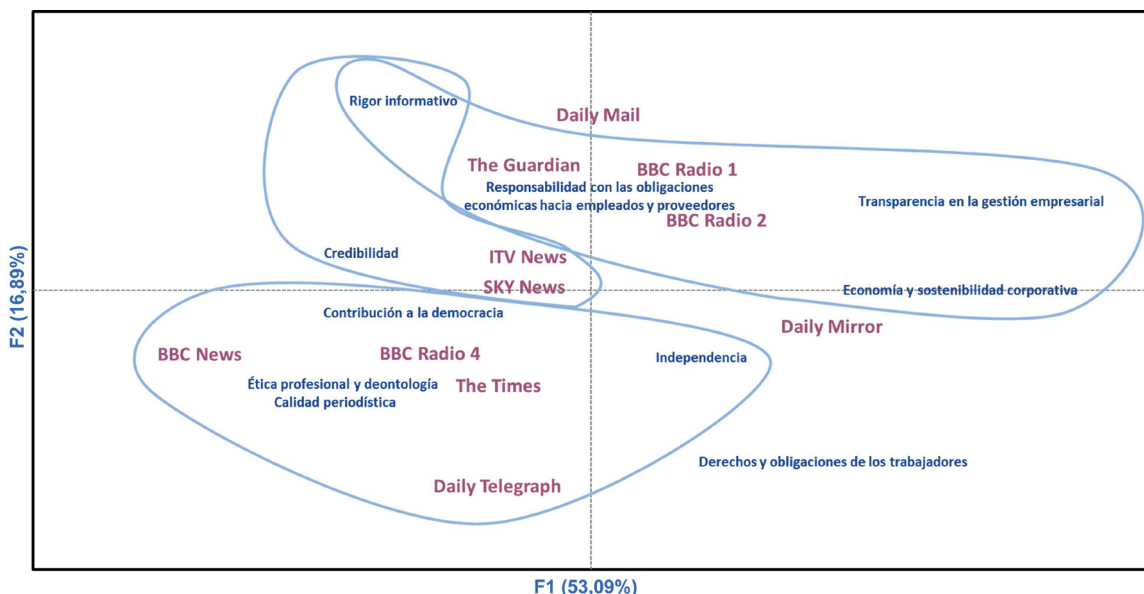 Rigor informativo
Daily Mail
The Guardian
BBC Radio 1
Responsabilidad con las obligaciones
económicas hacia empleados y proveedores
Transparencia en la gestión empresarial
BBC Radio 2
Credibilidad
ITV News
SKY News
Economía y sostenibilidad corporativa
Contribución a la democracia
Daily Mirror
BBC News
BBC Radio 4
Independencia
Ética profesional y deontología
The Times
Calidad periodística
Derechos y obligaciones de los trabajadores
Daily Telegraph
F2 (16,89%)
F1 (53,09%)